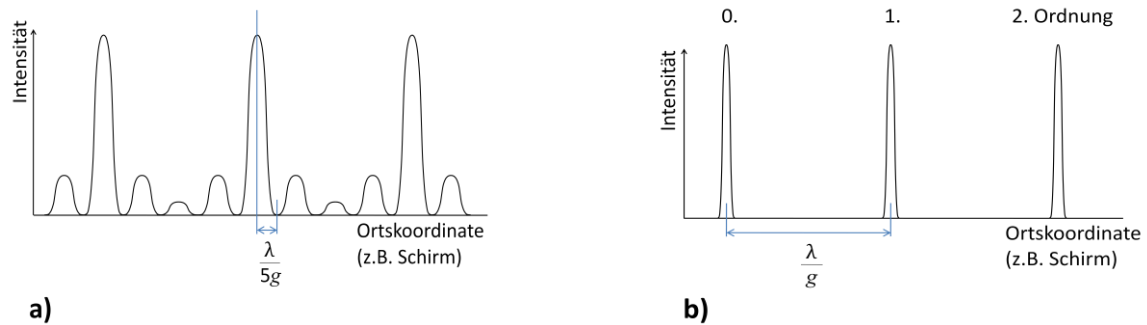 Intensität
Ortskoordinate
(z.B. Schirm)
λ
5g
a)
0.
1.
2. Ordnung
Intensität
Ortskoordinate
(z.B. Schirm)
λ
g
b)